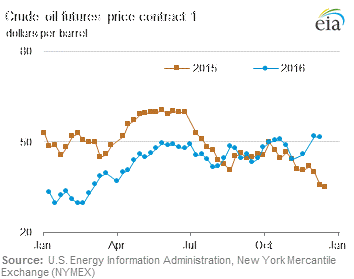 Crude oil futures price contract 1
dollars per barrel
eia
80
2015
2016
50
20
Jan Apr Jul Oct Jan
Source: U.S. Energy Information Administration, New York Mercantile
Exchange (NYMEX)